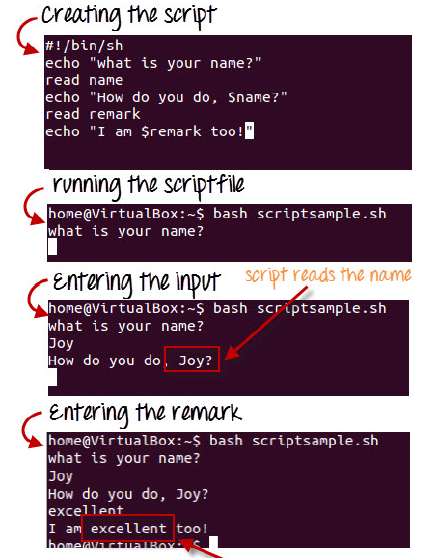 Creating the script
#!/bin/sh
echo "what is your name?"
read name
echo "How do you do, $name?"
read remark
echo "I am $remark too!"
running the scriptfile
home@VirtualBox:~$ bash scriptsample.sh
what is your name?
Entering the input
script reads the name
home@VirtualBox:~$ bash scriptsample.sh
what is your name?
Joy
How do you do, Joy?
Entering the remark
home@VirtualBox:~$ bash scriptsample.sh
what is your name?
Joy
How do you do, Joy?
excellent
I am excellent too!
home@VirtualBox:~$